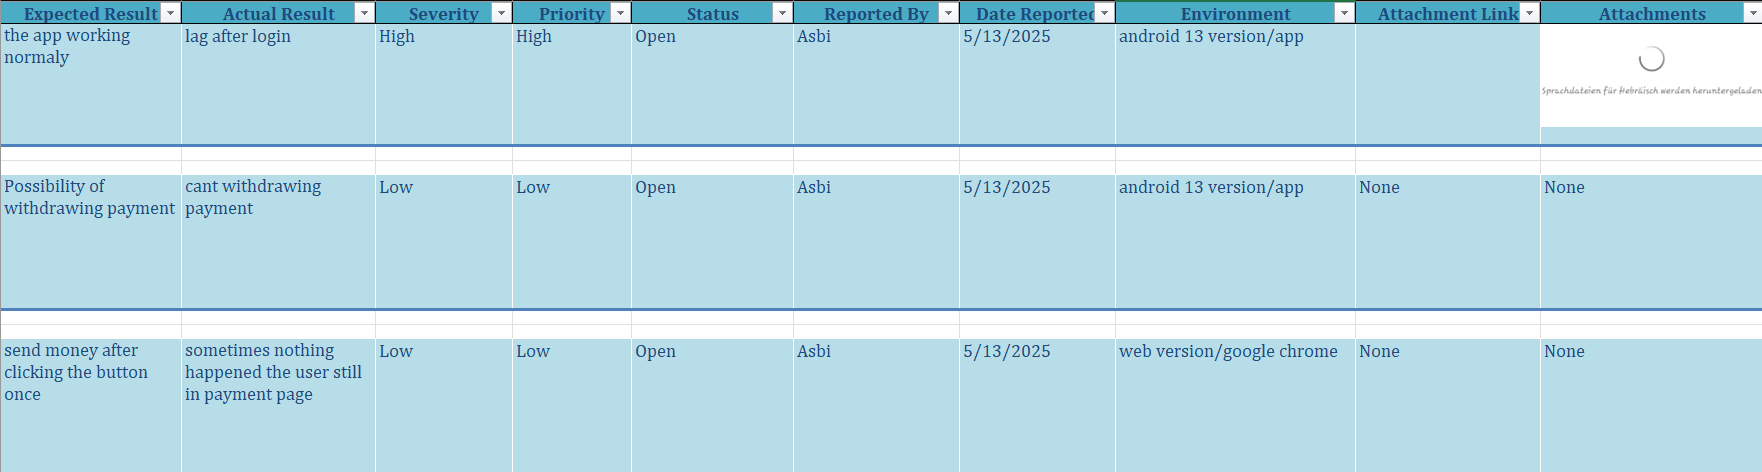 Expected Result Actual Result Severity Priority Status Reported By Date Reported Environment Attachment Link Attachments
the app working lag after login High High Open Asbi 5/13/2025 android 13 version/app
normaly
Sprachdateien für Hebräisch werden heruntergeladen
Possibility of cant withdrawing Low Low Open Asbi 5/13/2025 android 13 version/app None None
withdrawing payment payment
send money after sometimes nothing Low Low Open Asbi 5/13/2025 web version/google chrome None None
clicking the button happened the user still
once in payment page